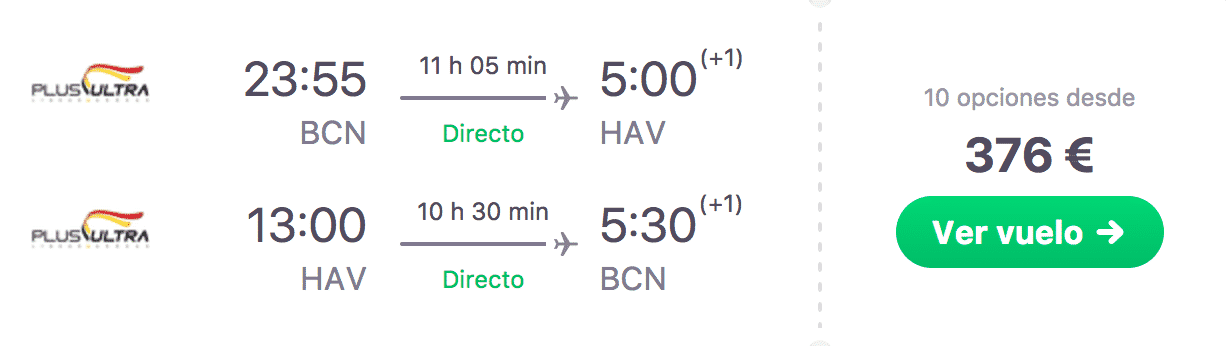 PLUS ULTRA
23:55
11 h 05 min
5:00 (+1)
BCN
Directo
HAV
PLUS ULTRA
13:00
10 h 30 min
5:30 (+1)
HAV
Directo
BCN
10 opciones desde
376 €
Ver vuelo →